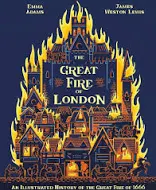 EMMA ADAMS
JAMES WESTON LEWIS
THE
GREAT
FIRE OF
LONDON
AN ILLUSTRATED HISTORY OF THE GREAT FIRE OF 1666